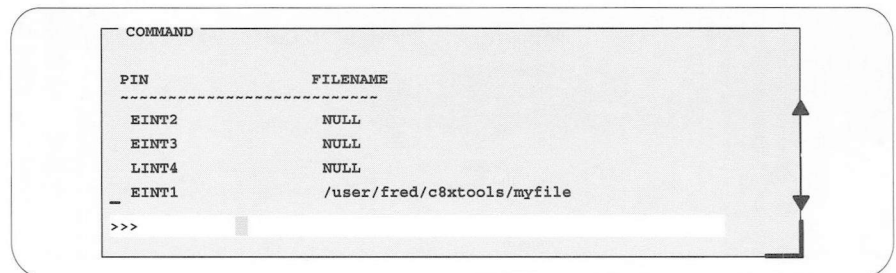 COMMAND
PIN FILENAME
~~~~~~~~~~~~~~~~~~~~~~~~~~~
EINT2 NULL
EINT3 NULL
LINT4 NULL
_ EINT1 /user/fred/c8xtools/myfile
>>>